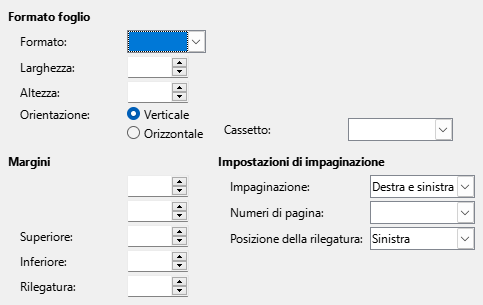 Formato foglio
Formato:
Larghezza:
Altezza:
Orientazione: Verticale
Orizzontale
Cassetto:
Margini
Superiore:
Inferiore:
Rilegatura:
Impostazioni di impaginazione
Impaginazione: Destra e sinistra
Numeri di pagina:
Posizione della rilegatura: Sinistra